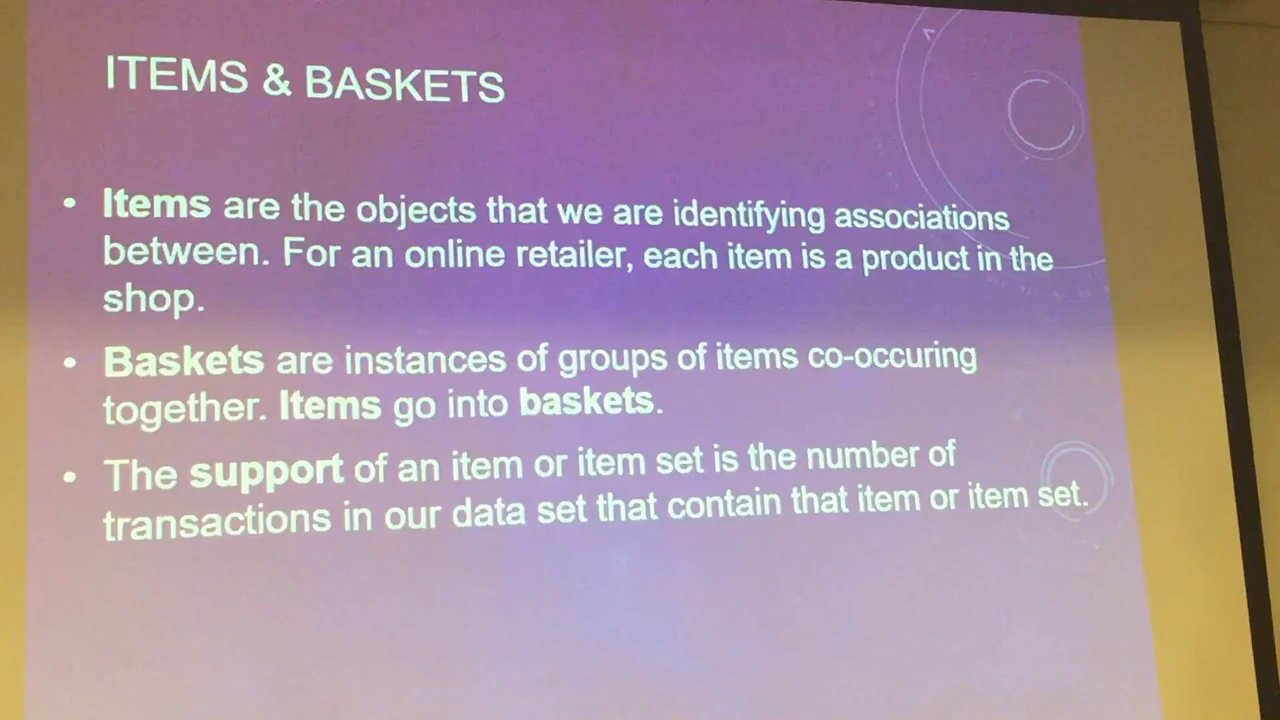 ITEMS & BASKETS
• Items are the objects that we are identifying associations
between. For an online retailer, each item is a product in the
shop.
• Baskets are instances of groups of items co-occuring
together. Items go into baskets.
• The support of an item or item set is the number of
transactions in our data set that contain that item or item set.